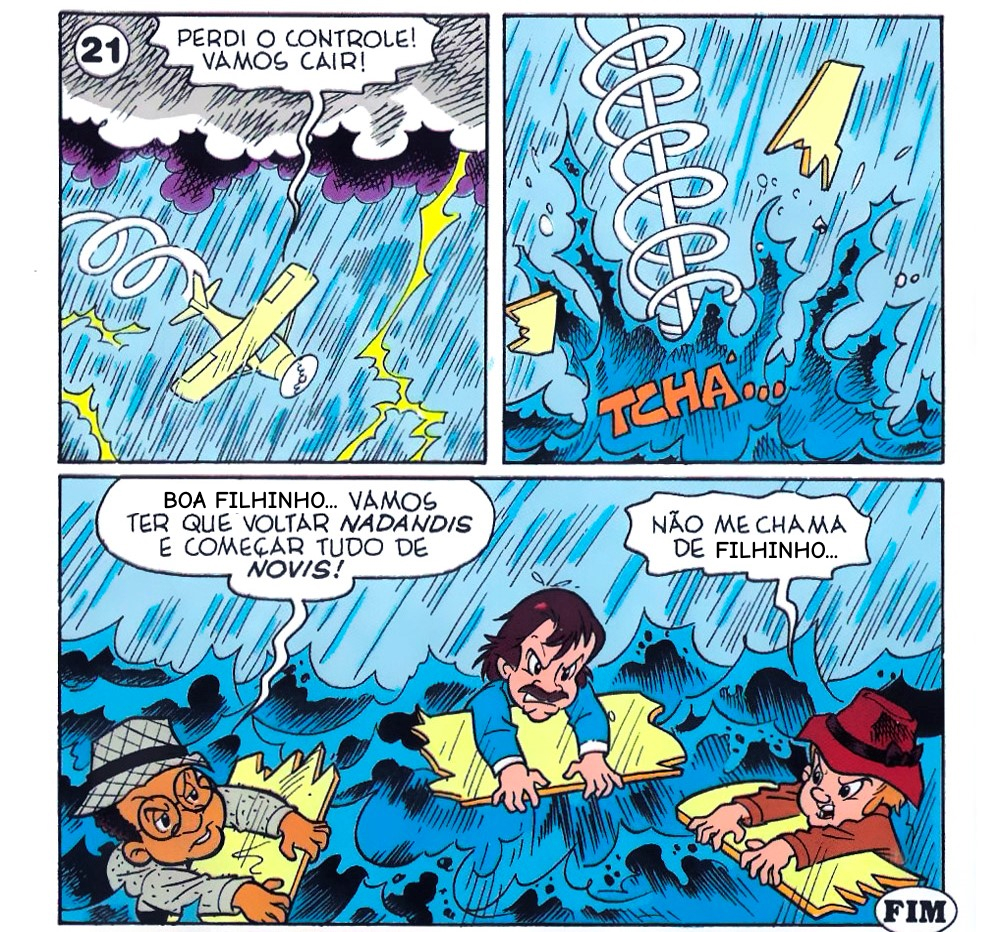 21
PERDI O CONTROLE!
VAMOS CAIR!
TCHÁ...
BOA FILHINHO... VAMOS
TER QUE VOLTAR NADANDIS
E COMEÇAR TUDO DE
NOVIS!
NÃO ME CHAMA
DE FILHINHO...
FIM